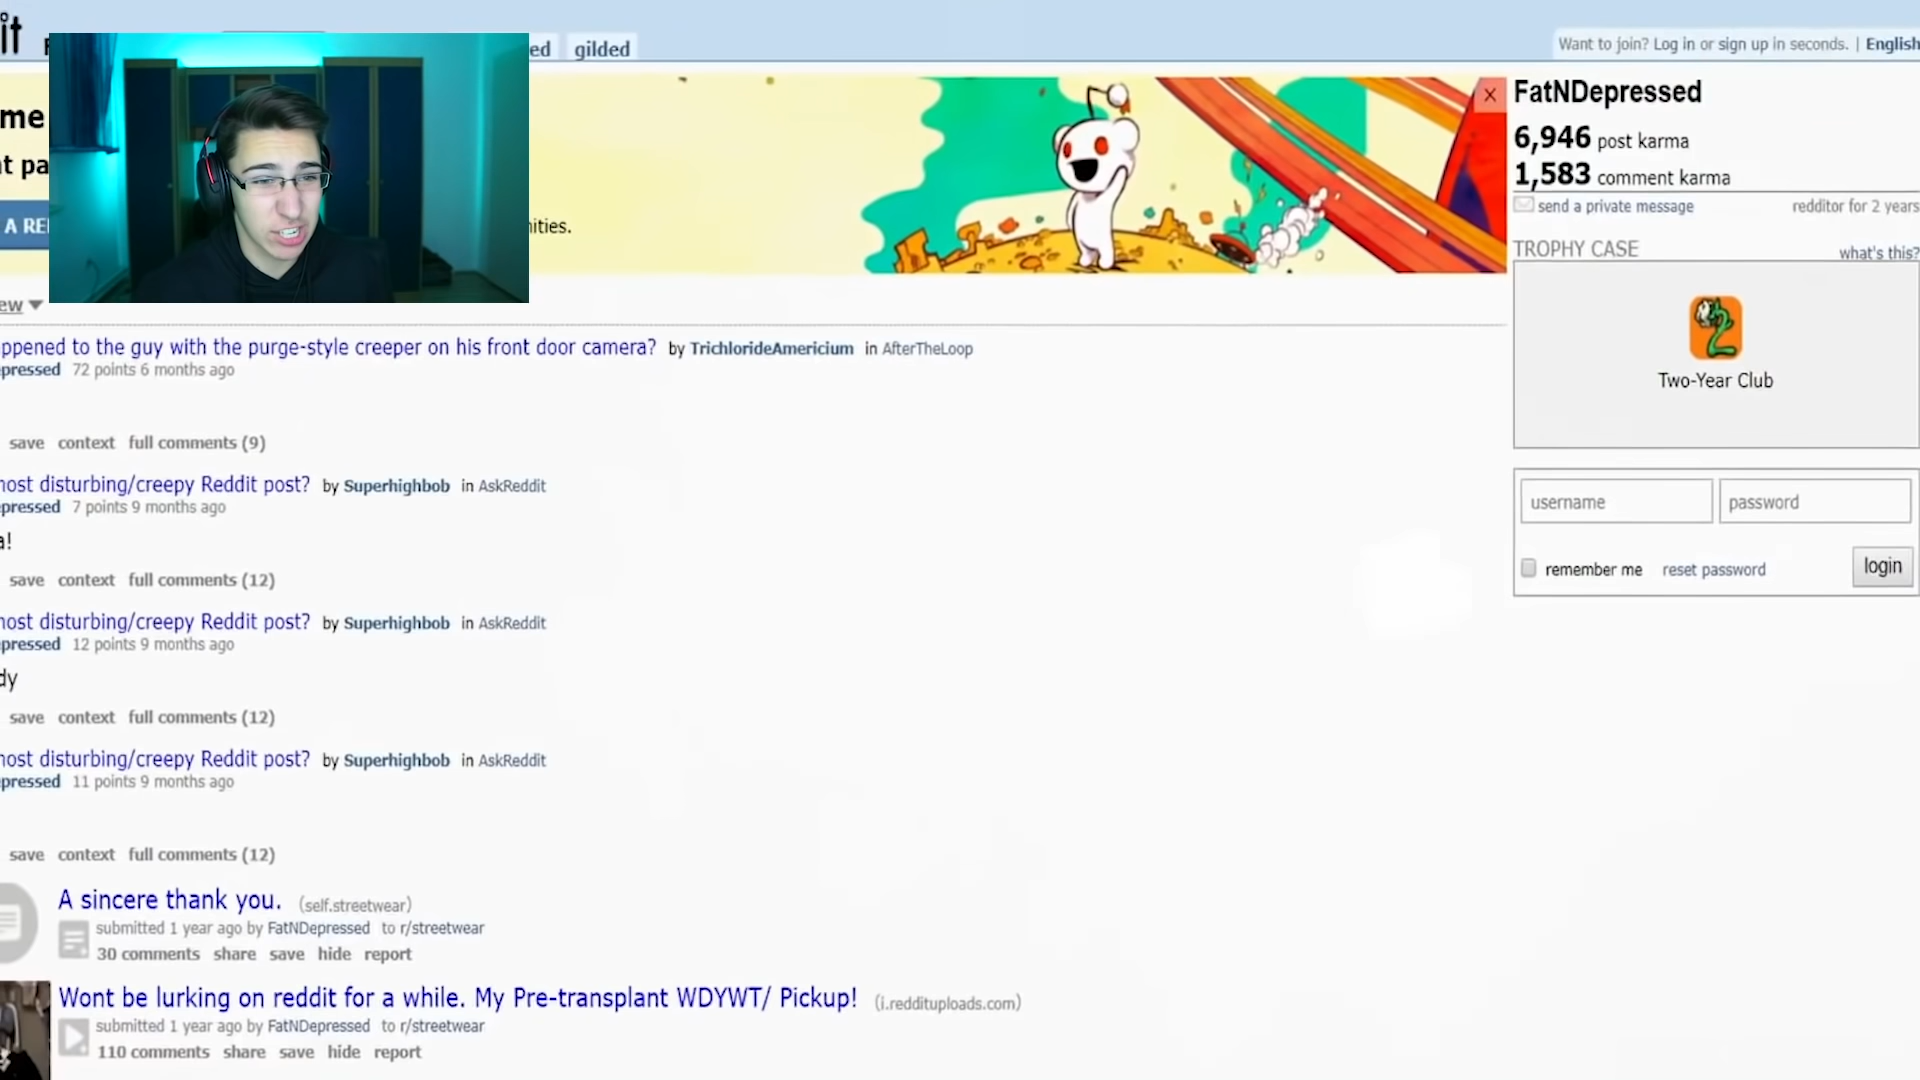 it
ed gilded
Want to join? Log in or sign up in seconds. | English
me
at pa
A RE
nities.
FatNDepressed
6,946 post karma
1,583 comment karma
send a private message redditor for 2 years
TROPHY CASE what's this?
Two-Year Club
username password
remember me reset password login
ew
ppened to the guy with the purge-style creeper on his front door camera? by TrichlorideAmericium in AfterTheLoop
pressed 72 points 6 months ago
save context full comments (9)
nost disturbing/creepy Reddit post? by Superhighbob in AskReddit
pressed 7 points 9 months ago
a!
save context full comments (12)
nost disturbing/creepy Reddit post? by Superhighbob in AskReddit
pressed 12 points 9 months ago
dy
save context full comments (12)
nost disturbing/creepy Reddit post? by Superhighbob in AskReddit
pressed 11 points 9 months ago
save context full comments (12)
A sincere thank you. (self.streetwear)
submitted 1 year ago by FatNDepressed to r/streetwear
30 comments share save hide report
Wont be lurking on reddit for a while. My Pre-transplant WDYWT/ Pickup! (i.reddituploads.com)
submitted 1 year ago by FatNDepressed to r/streetwear
110 comments share save hide report